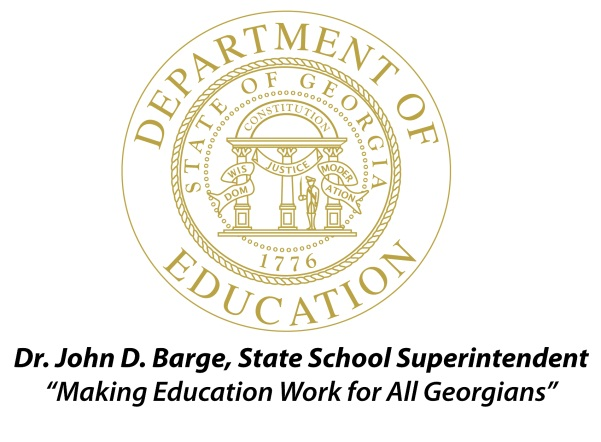 DEPARTMENT OF
EDUCATION
STATE OF GEORGIA
1776
CONSTITUTION
WIS
DOM
JUSTICE
MODER
ATION
Dr. John D. Barge, State School Superintendent
“Making Education Work for All Georgians”